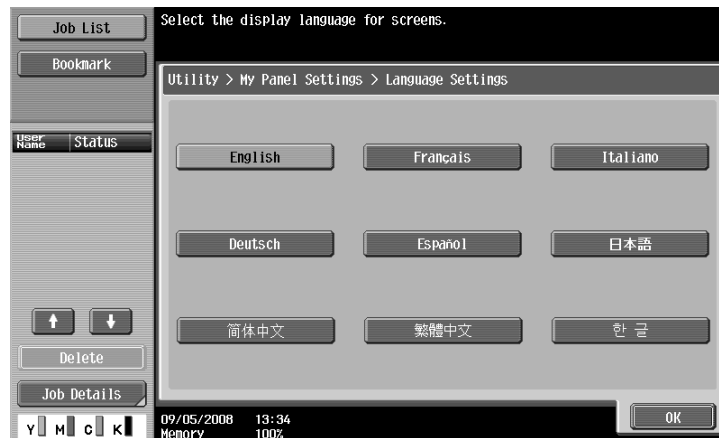 Job List
Bookmark
User Name Status
Delete
Job Details
Y M C K
Select the display language for screens.
Utility > My Panel Settings > Language Settings
English Français Italiano
Deutsch Español 日本語
简体中文 繁體中文 한글
09/05/2008 13:34
Memory 100%
OK